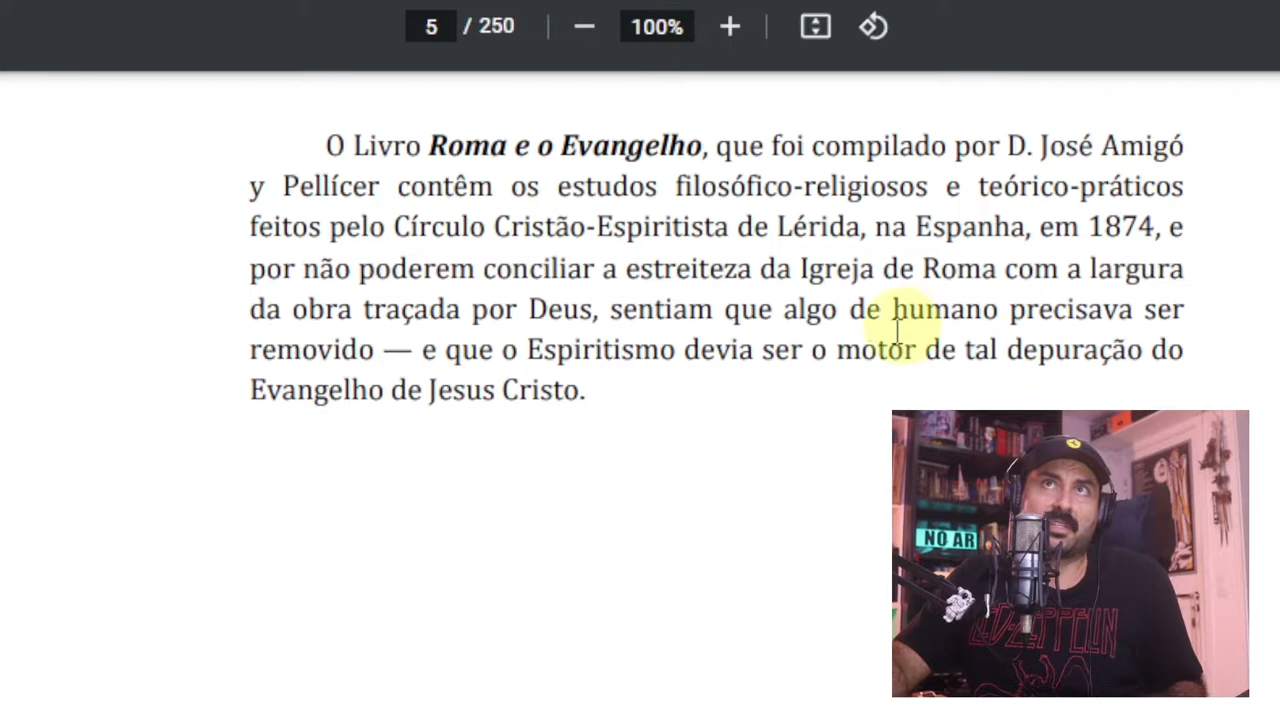 5 / 250
100%
O Livro Roma e o Evangelho, que foi compilado por D. José Amigó
y Pellícer contêm os estudos filosófico-religiosos e teórico-práticos
feitos pelo Círculo Cristão-Espiritista de Lérida, na Espanha, em 1874, e
por não poderem conciliar a estreiteza da Igreja de Roma com a largura
da obra traçada por Deus, sentiam que algo de humano precisava ser
removido — e que o Espiritismo devia ser o motor de tal depuração do
Evangelho de Jesus Cristo.
NO AR
LED-ZEPPELIN